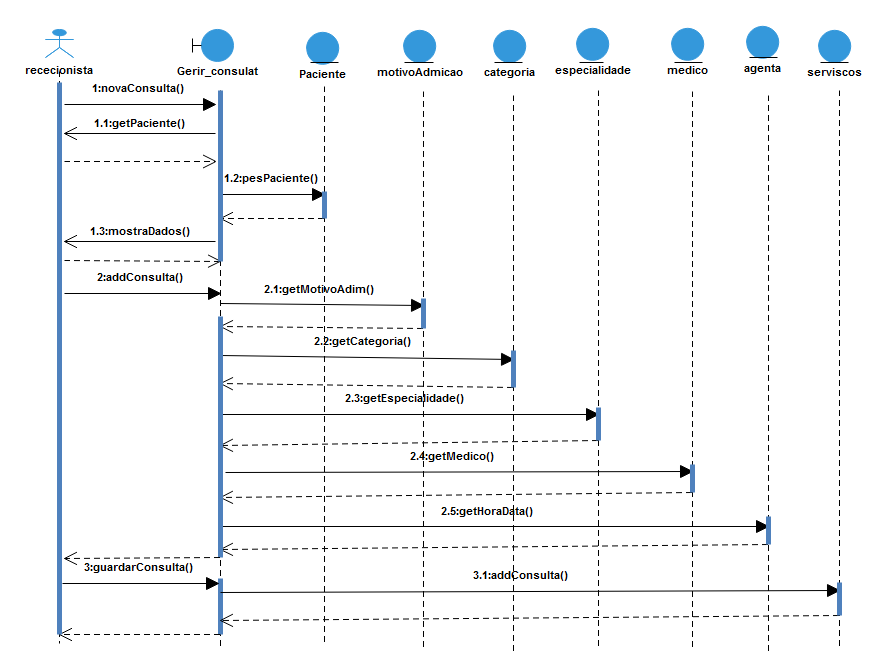 rececionista
Gerir_consulat
Paciente
motivoAdmicao
categoria
especialidade
medico
agenta
serviscos
1:novaConsulta()
1.1:getPaciente()
1.2:pesPaciente()
1.3:mostraDados()
2:addConsulta()
2.1:getMotivoAdim()
2.2:getCategoria()
2.3:getEspecialidade()
2.4:getMedico()
2.5:getHoraData()
3:guardarConsulta()
3.1:addConsulta()